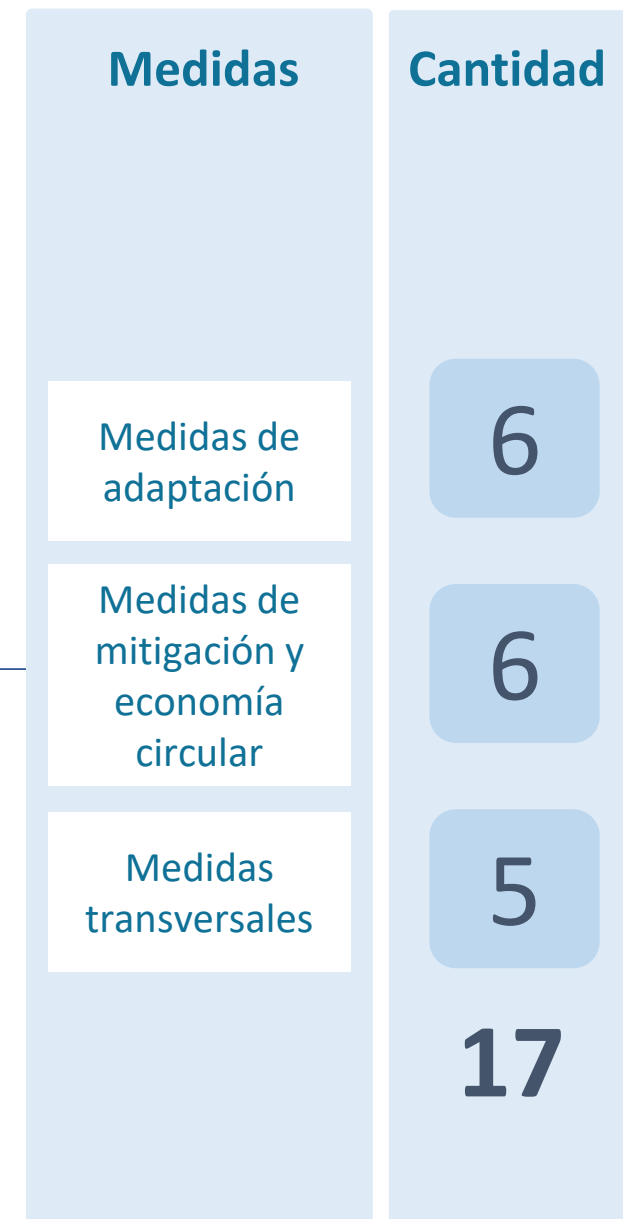 Medidas
Cantidad
Medidas de
adaptación
6
Medidas de
mitigación y
economía
circular
6
Medidas
transversales
5
17